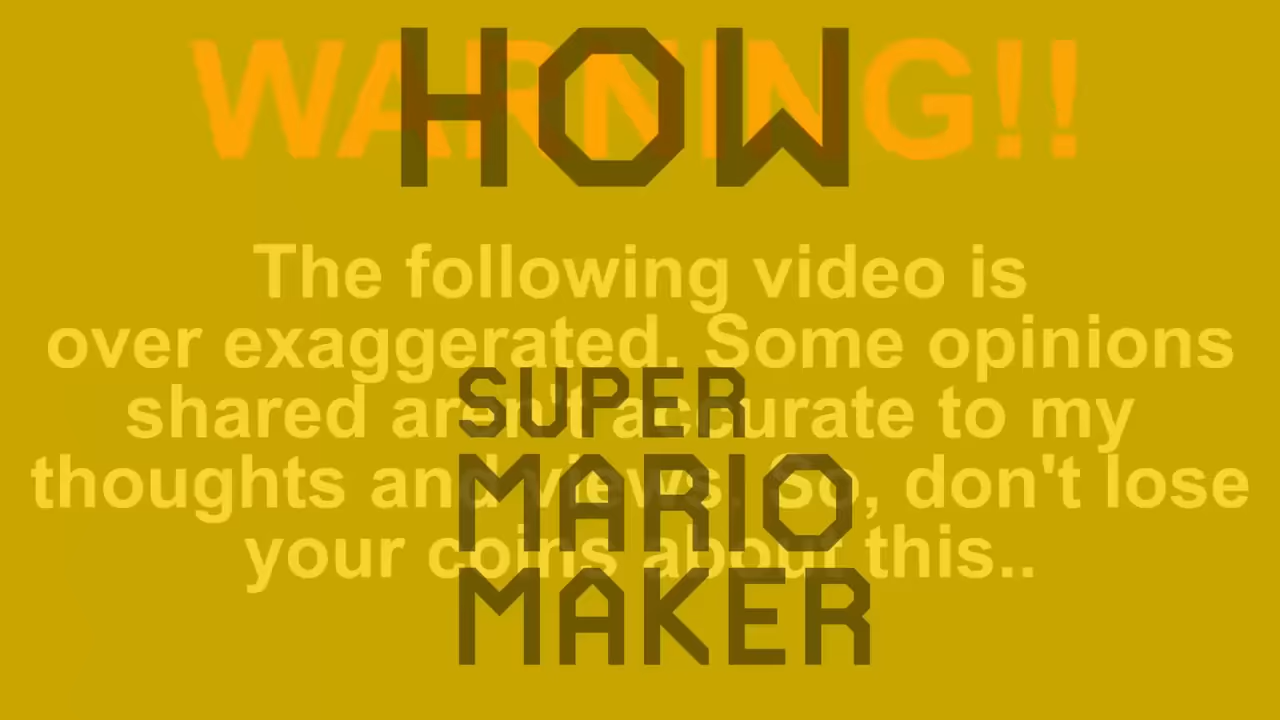 WARNING!!
HOW
The following video is
over exaggerated. Some opinions
shared aren't accurate to my
thoughts and views. So, don't lose
your coins about this..
SUPER
MARIO
MAKER